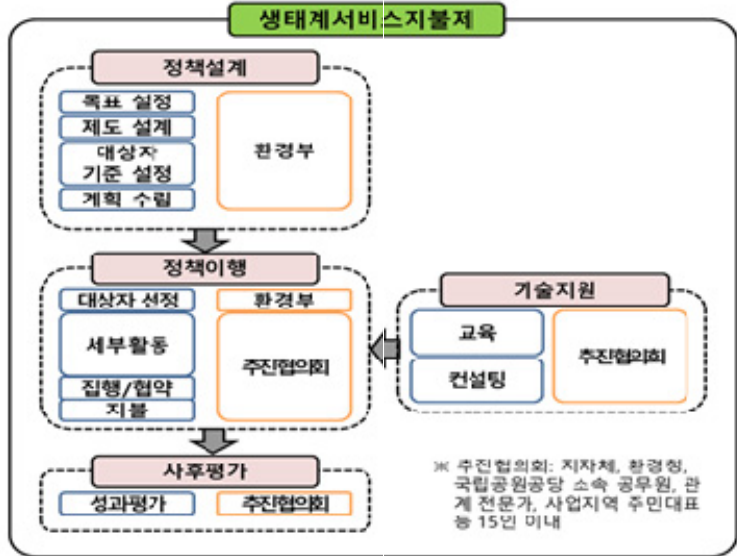 생태계서비스지불제
정책설계
목표 설정
제도 설계
대상자
기준 설정
계획 수립
환경부
정책이행
대상자 선정
환경부
세부활동
집행/협약
지불
추진협의회
기술지원
교육
컨설팅
추진협의회
사후평가
성과평가
추진협의회
※ 추진협의회: 지자체, 환경청,
국립공원공단 소속 공무원, 관
계 전문가, 사업지역 주민대표
등 15인 이내